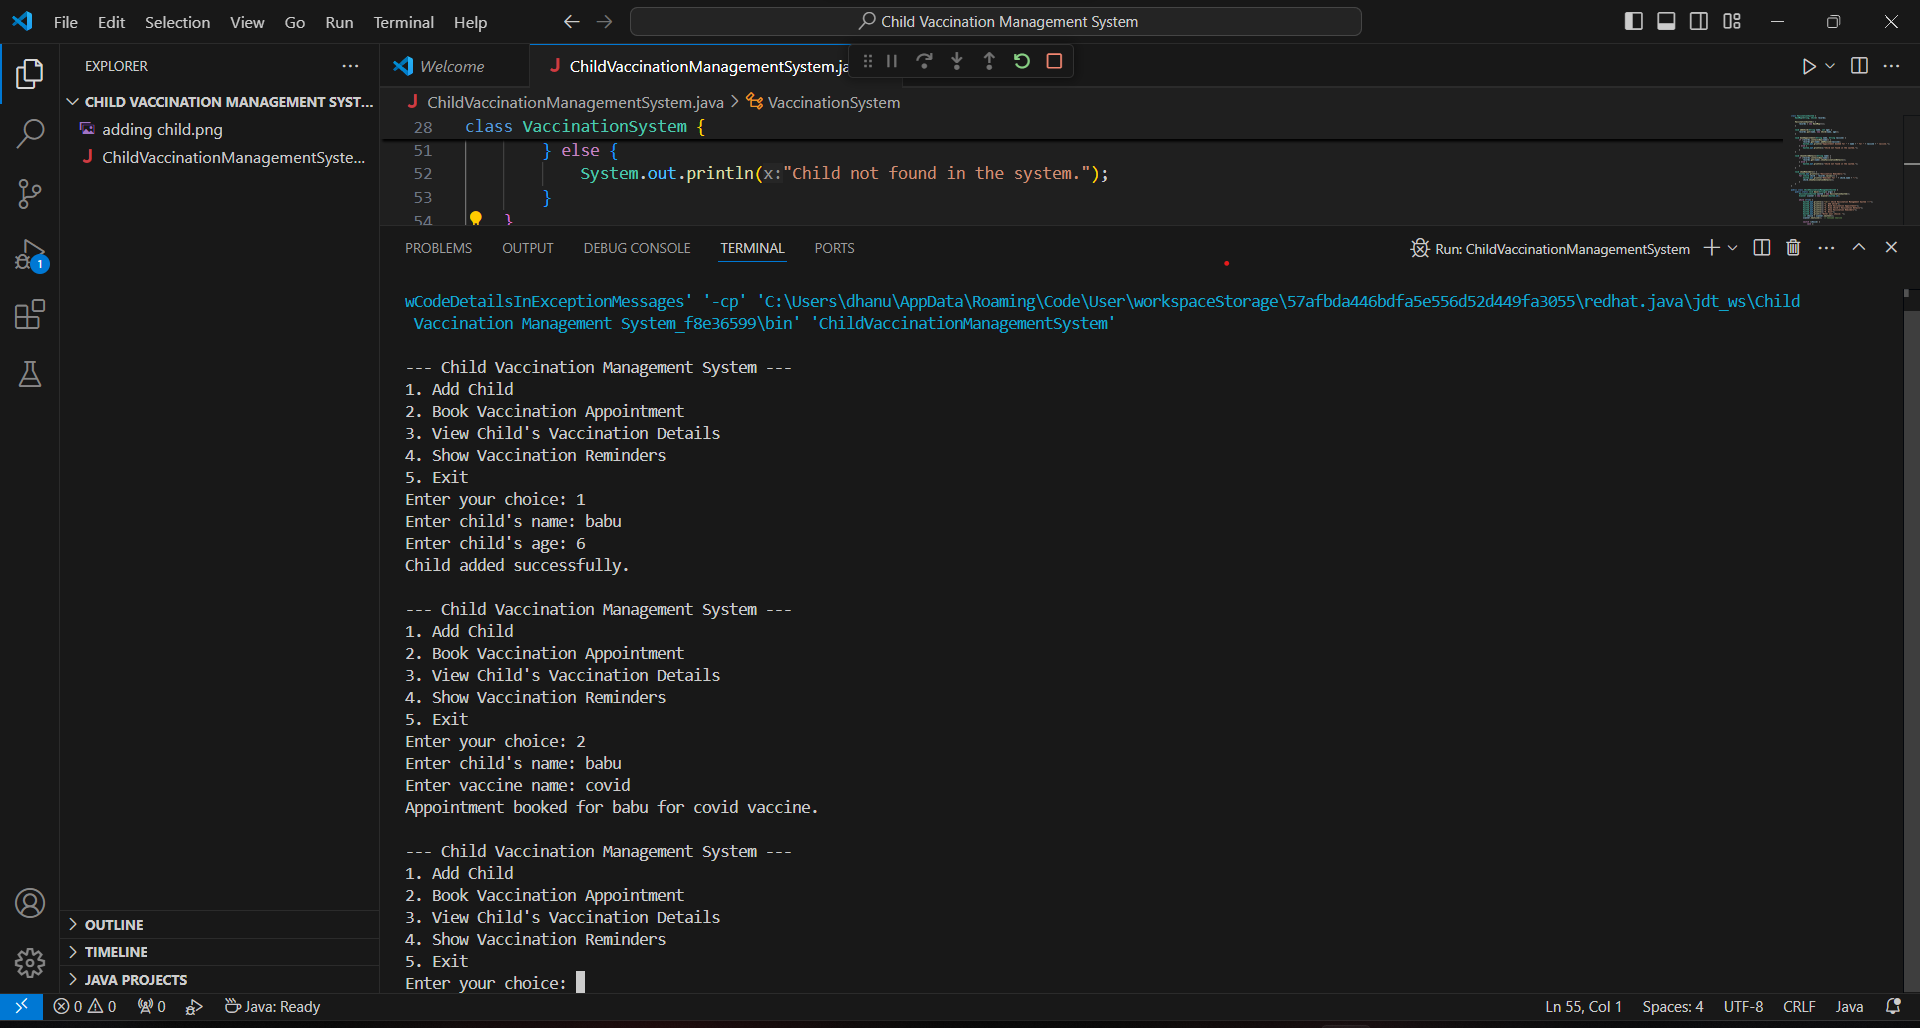 File Edit Selection View Go Run Terminal Help
Child Vaccination Management System
EXPLORER
CHILD VACCINATION MANAGEMENT SYST...
adding child.png
ChildVaccinationManagementSyste...
Welcome
ChildVaccinationManagementSystem.ja
ChildVaccinationManagementSystem.java > VaccinationSystem
28 class VaccinationSystem {
51 } else {
52 System.out.println(x:"Child not found in the system.");
53 }
54 }
PROBLEMS OUTPUT DEBUG CONSOLE TERMINAL PORTS
Run: ChildVaccinationManagementSystem
wCodeDetailsInExceptionMessages' '-cp' 'C:\Users\dhanu\AppData\Roaming\Code\User\workspaceStorage\57afbda446bdfa5e556d52d449fa3055\redhat.java\jdt_ws\Child
Vaccination Management System_f8e36599\bin' 'ChildVaccinationManagementSystem'
--- Child Vaccination Management System ---
1. Add Child
2. Book Vaccination Appointment
3. View Child's Vaccination Details
4. Show Vaccination Reminders
5. Exit
Enter your choice: 1
Enter child's name: babu
Enter child's age: 6
Child added successfully.
--- Child Vaccination Management System ---
1. Add Child
2. Book Vaccination Appointment
3. View Child's Vaccination Details
4. Show Vaccination Reminders
5. Exit
Enter your choice: 2
Enter child's name: babu
Enter vaccine name: covid
Appointment booked for babu for covid vaccine.
--- Child Vaccination Management System ---
1. Add Child
2. Book Vaccination Appointment
3. View Child's Vaccination Details
4. Show Vaccination Reminders
5. Exit
Enter your choice:
1
OUTLINE
TIMELINE
JAVA PROJECTS
0 0 0 Java: Ready
Ln 55, Col 1 Spaces: 4 UTF-8 CRLF Java